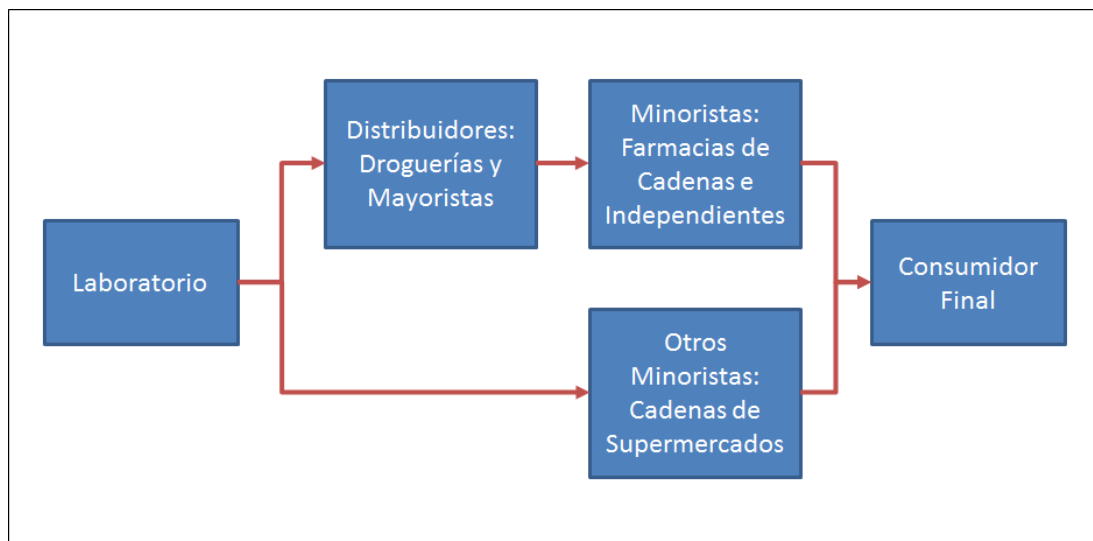 Laboratorio
Distribuidores:
Droguerías y
Mayoristas
Minoristas:
Farmacias de
Cadenas e
Independientes
Otros
Minoristas:
Cadenas de
Supermercados
Consumidor
Final